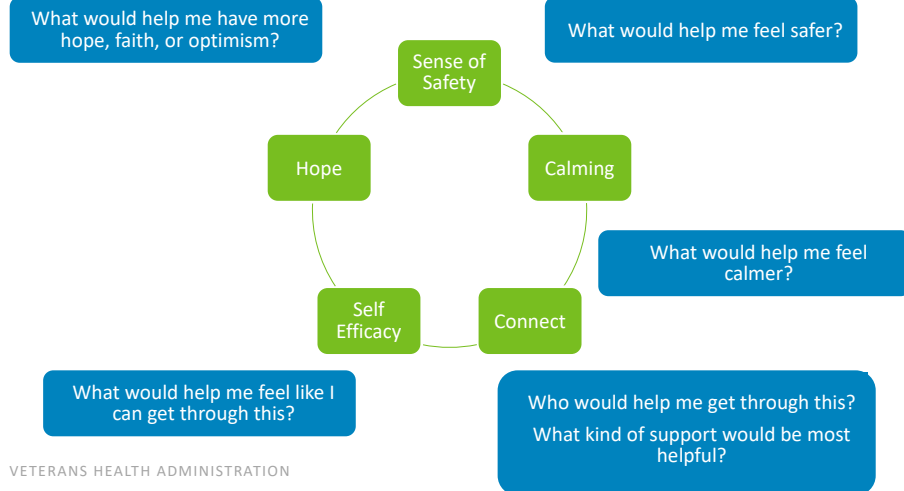 What would help me have more
hope, faith, or optimism?
What would help me feel safer?
Sense of
Safety
Hope
Calming
What would help me feel
calmer?
Self
Efficacy
Connect
What would help me feel like I
can get through this?
Who would help me get through this?
What kind of support would be most
helpful?
VETERANS HEALTH ADMINISTRATION